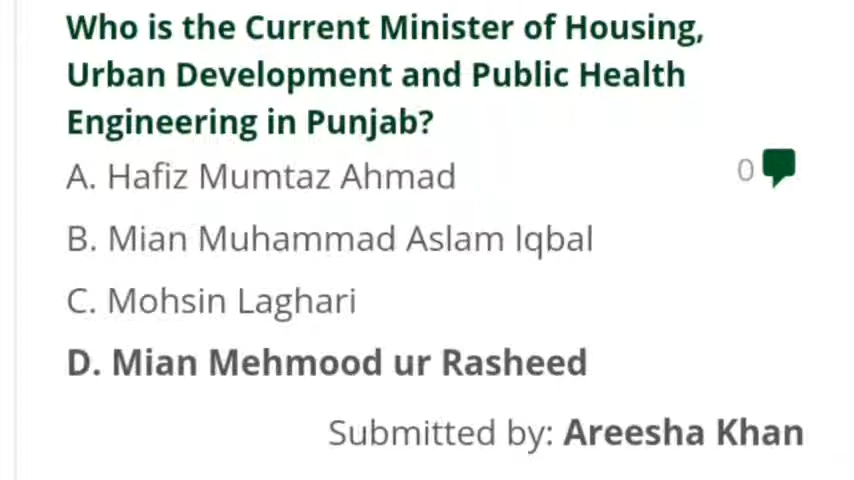 Who is the Current Minister of Housing,
Urban Development and Public Health
Engineering in Punjab?
A. Hafiz Mumtaz Ahmad
0
B. Mian Muhammad Aslam Iqbal
C. Mohsin Laghari
D. Mian Mehmood ur Rasheed
Submitted by: Areesha Khan